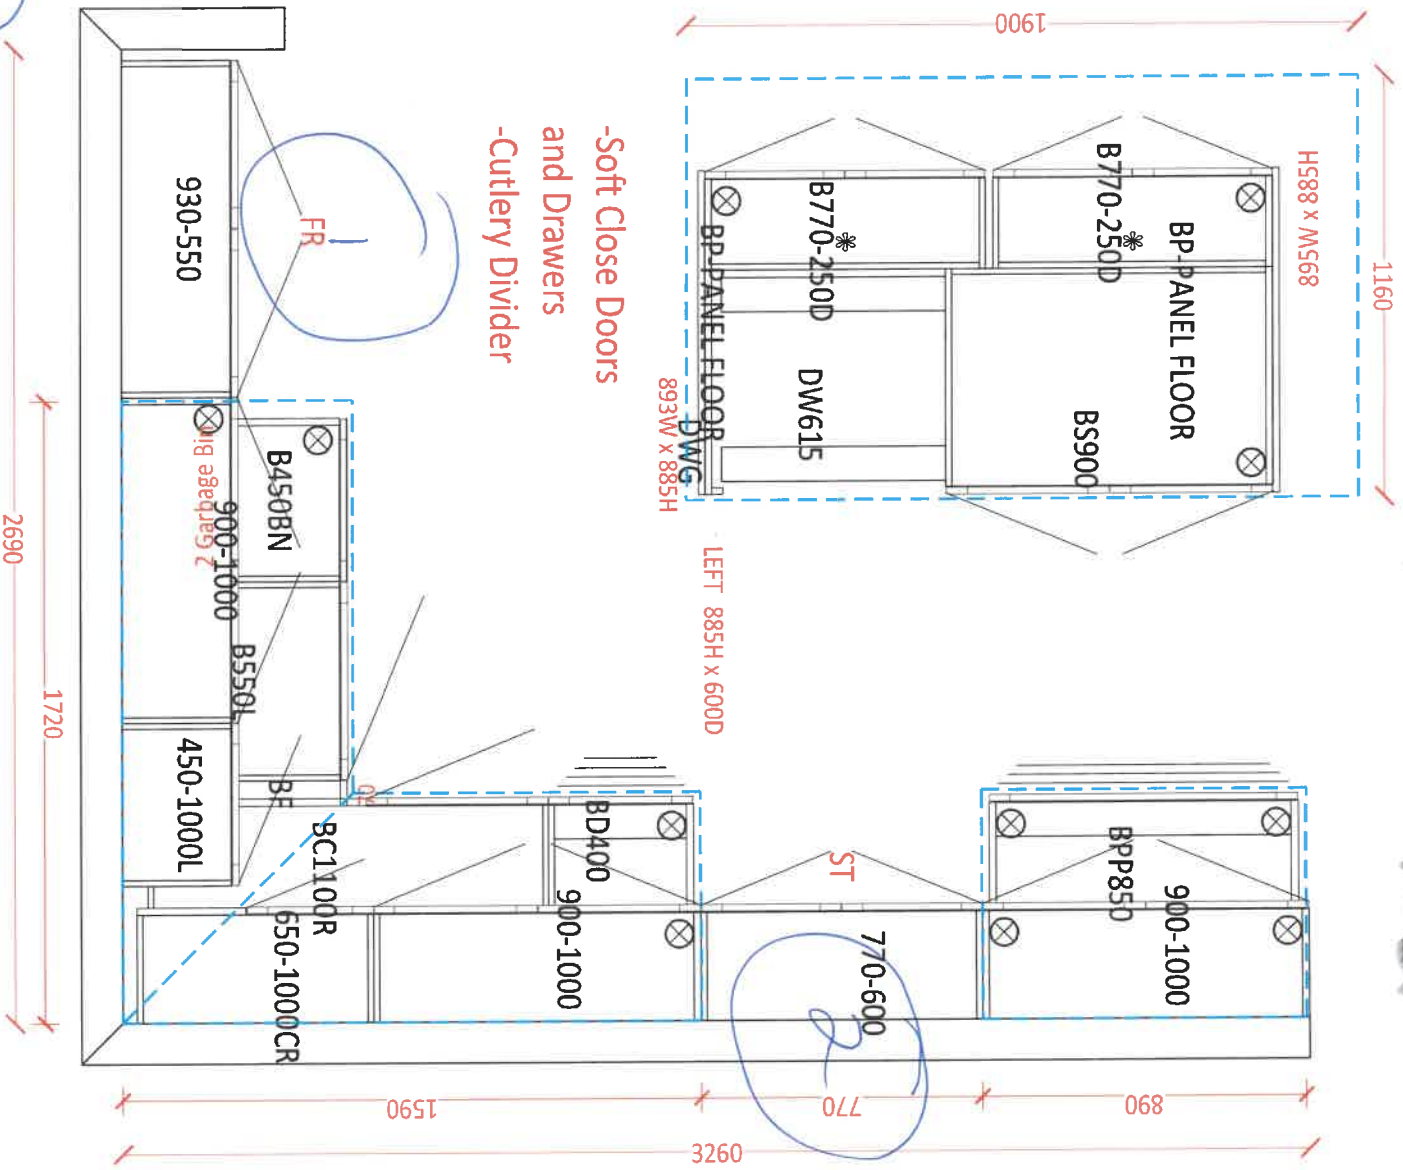 1900
1160
895W x 885H
B770-250D
*
B770-250D
*
BP-PANEL FLOOR
BP-PANEL FLOOR
BS900
DW615
DWG
893W x 885H
LEFT 885H x 600D
-Soft Close Doors
and Drawers
-Cutlery Divider
FR
1
930-550
B450BN
2 Garbage Bin
900-1000
B550L
450-1000L
BF
BC1100R
650-1000CR
BD400
900-1000
ST
770-600
2
BPP850
900-1000
2690
1720
1590
770
890
3260